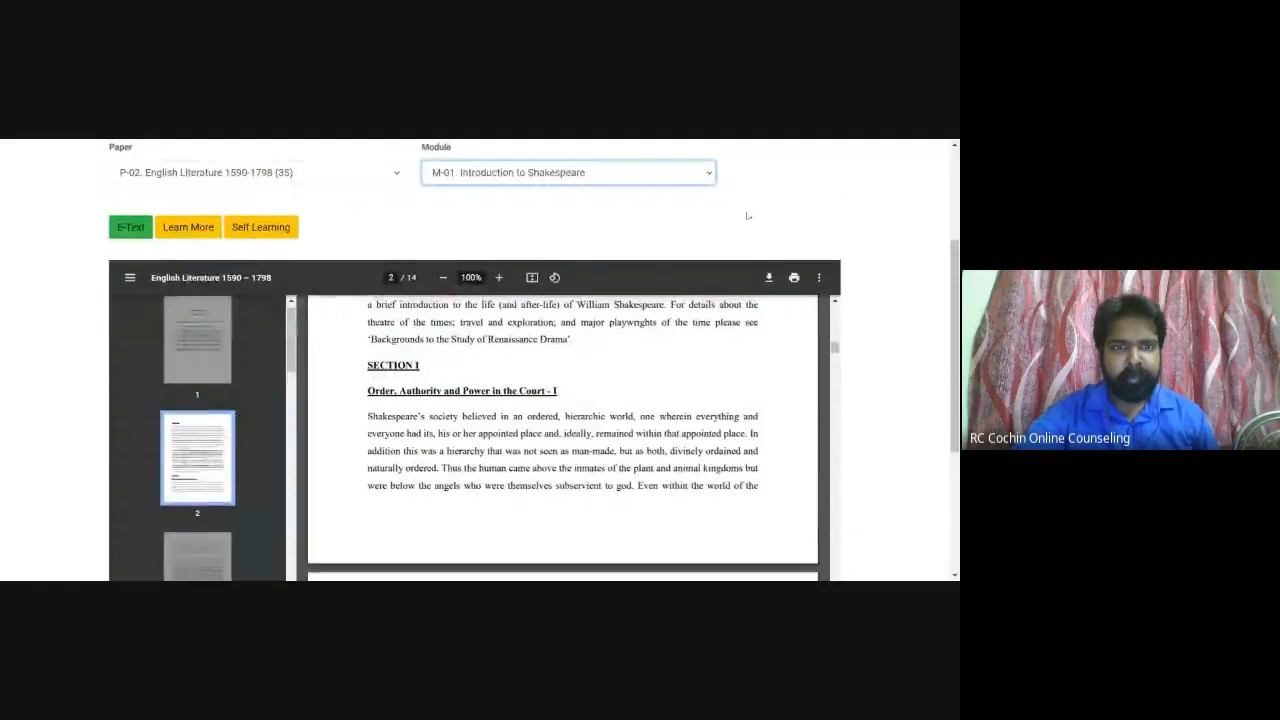 Paper
Module
P-02. English Literature 1590-1798 (35)
M-01. Introduction to Shakespeare
E-Text
Learn More
Self Learning
English Literature 1590 – 1798
2 / 14
100%
1
2
a brief introduction to the life (and after-life) of William Shakespeare. For details about the
theatre of the times; travel and exploration; and major playwrights of the time please see
‘Backgrounds to the Study of Renaissance Drama’
SECTION I
Order, Authority and Power in the Court - I
Shakespeare’s society believed in an ordered, hierarchic world, one wherein everything and
everyone had its, his or her appointed place and, ideally, remained within that appointed place. In
addition this was a hierarchy that was not seen as man-made, but as both, divinely ordained and
naturally ordered. Thus the human came above the inmates of the plant and animal kingdoms but
were below the angels who were themselves subservient to god. Even within the world of the
RC Cochin Online Counseling